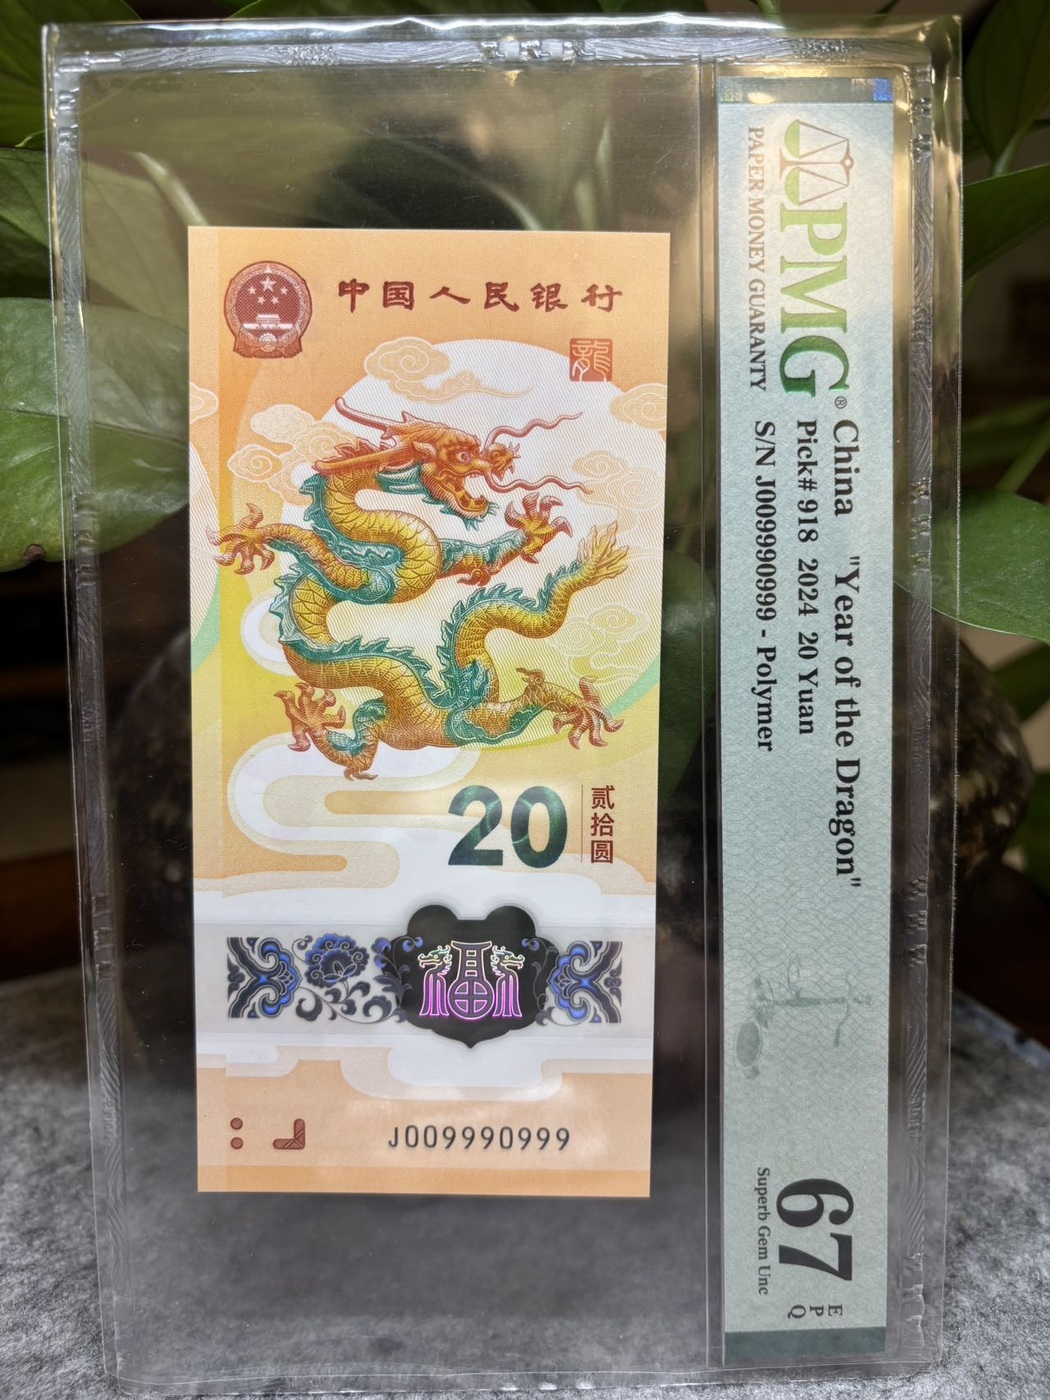 中国人民银行
龍
20
贰拾圆
福
J009990999
PMG®
PAPER MONEY GUARANTY
China "Year of the Dragon"
Pick# 918 2024 20 Yuan
S/N J009990999 - Polymer
67 EPQ
Superb Gem Unc